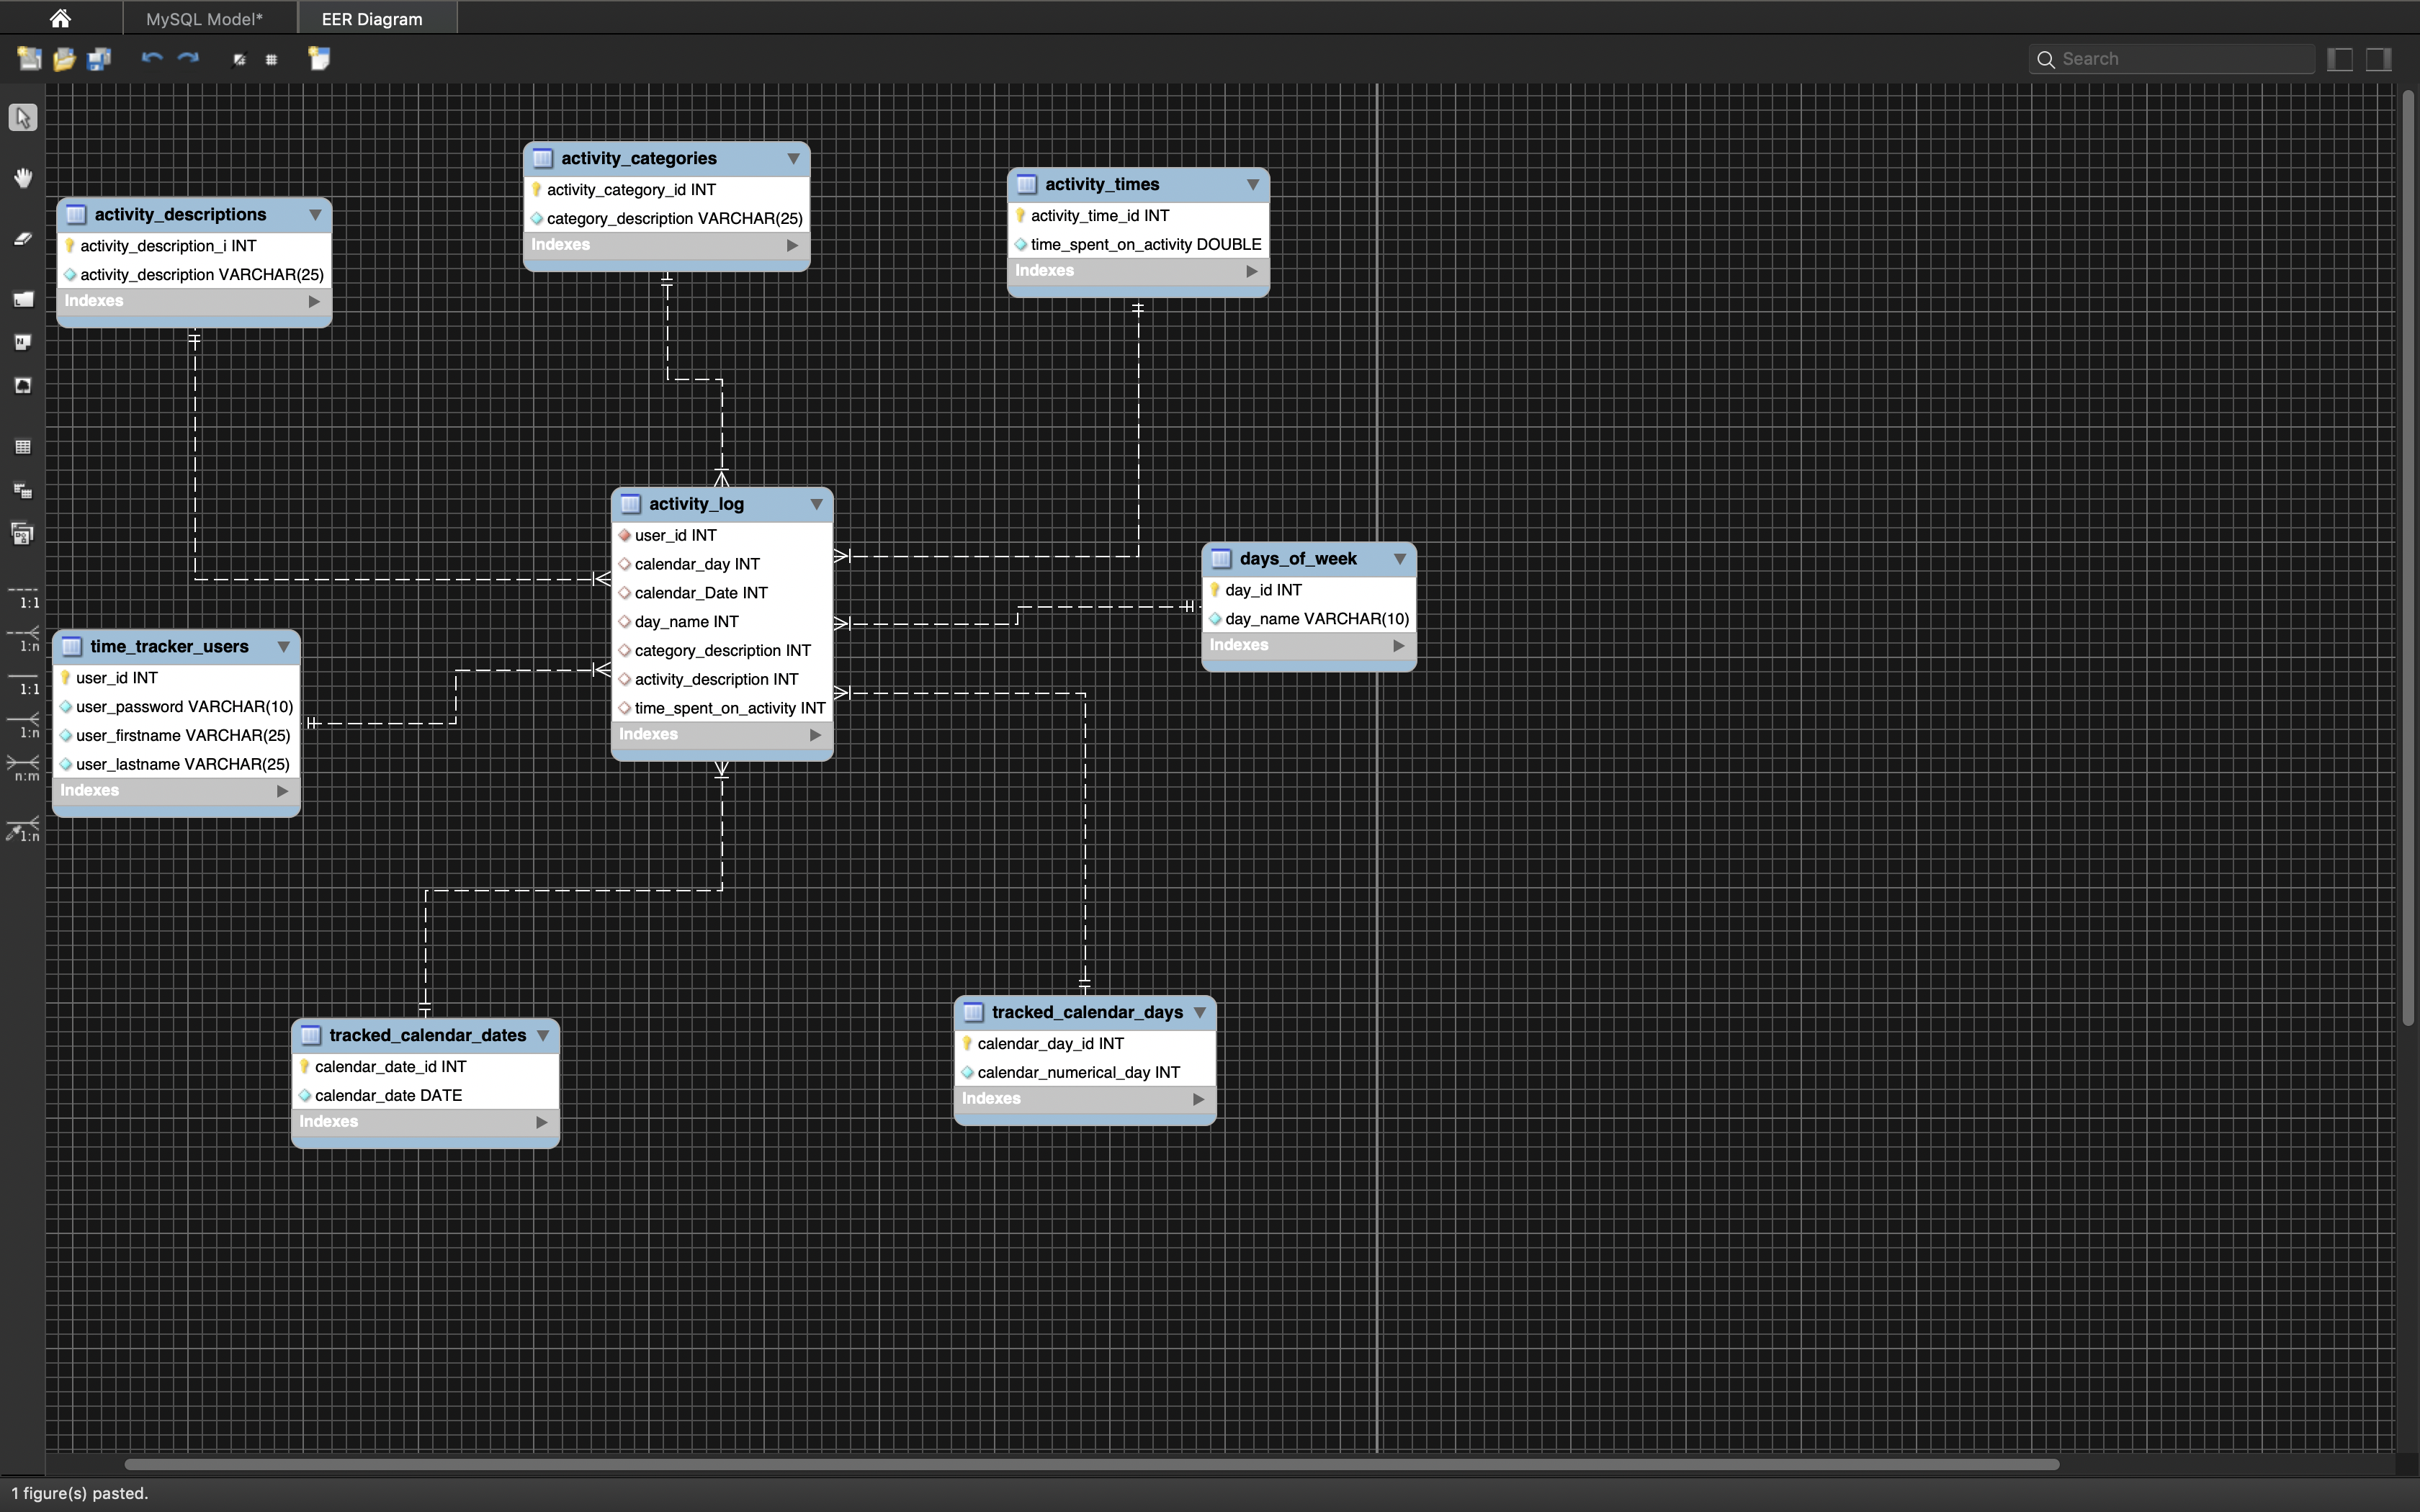 MySQL Model*
EER Diagram
Search
activity_categories
activity_category_id INT
category_description VARCHAR(25)
Indexes
activity_times
activity_time_id INT
time_spent_on_activity DOUBLE
Indexes
activity_descriptions
activity_description_i INT
activity_description VARCHAR(25)
Indexes
activity_log
user_id INT
calendar_day INT
calendar_Date INT
day_name INT
category_description INT
activity_description INT
time_spent_on_activity INT
Indexes
days_of_week
day_id INT
day_name VARCHAR(10)
Indexes
1:1
1:n
1:1
1:n
n:m
1:n
time_tracker_users
user_id INT
user_password VARCHAR(10)
user_firstname VARCHAR(25)
user_lastname VARCHAR(25)
Indexes
tracked_calendar_dates
calendar_date_id INT
calendar_date DATE
Indexes
tracked_calendar_days
calendar_day_id INT
calendar_numerical_day INT
Indexes
1 figure(s) pasted.